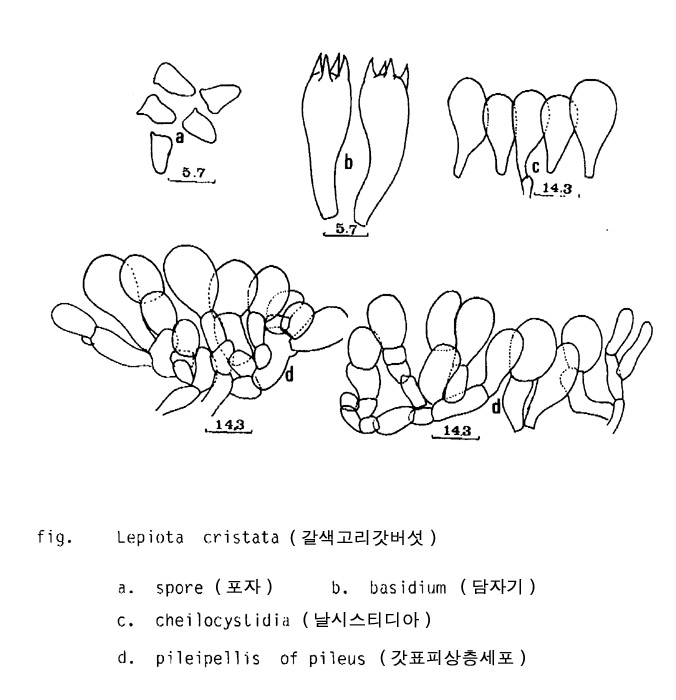 a
5.7
b
5.7
c
14.3
d
14.3
d
14.3
fig. Lepiota cristata (갈색고리갓버섯)
a. spore (포자) b. basidium (담자기)
c. cheilocystidia (날시스티디아)
d. pileipellis of pileus (갓표피상층세포)